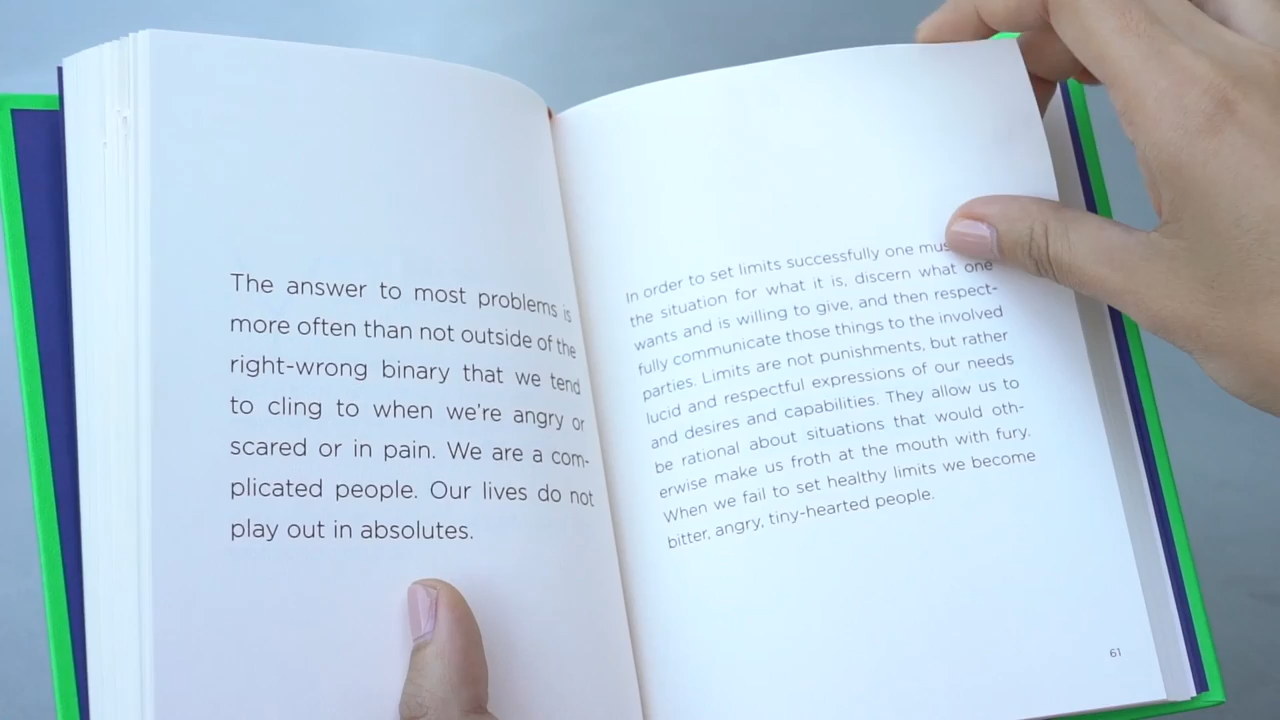 The answer to most problems is
more often than not outside of the
right-wrong binary that we tend
to cling to when we're angry or
scared or in pain. We are a com-
plicated people. Our lives do not
play out in absolutes.
In order to set limits successfully one
the situation for what it is, discern what one
wants and is willing to give, and then respect-
fully communicate those things to the involved
parties. Limits are not punishments, but rather
lucid and respectful expressions of our needs
and desires and capabilities. They allow us to
be rational about situations that would oth-
erwise make us froth at the mouth with fury.
When we fail to set healthy limits we become
bitter, angry, tiny-hearted people.
61